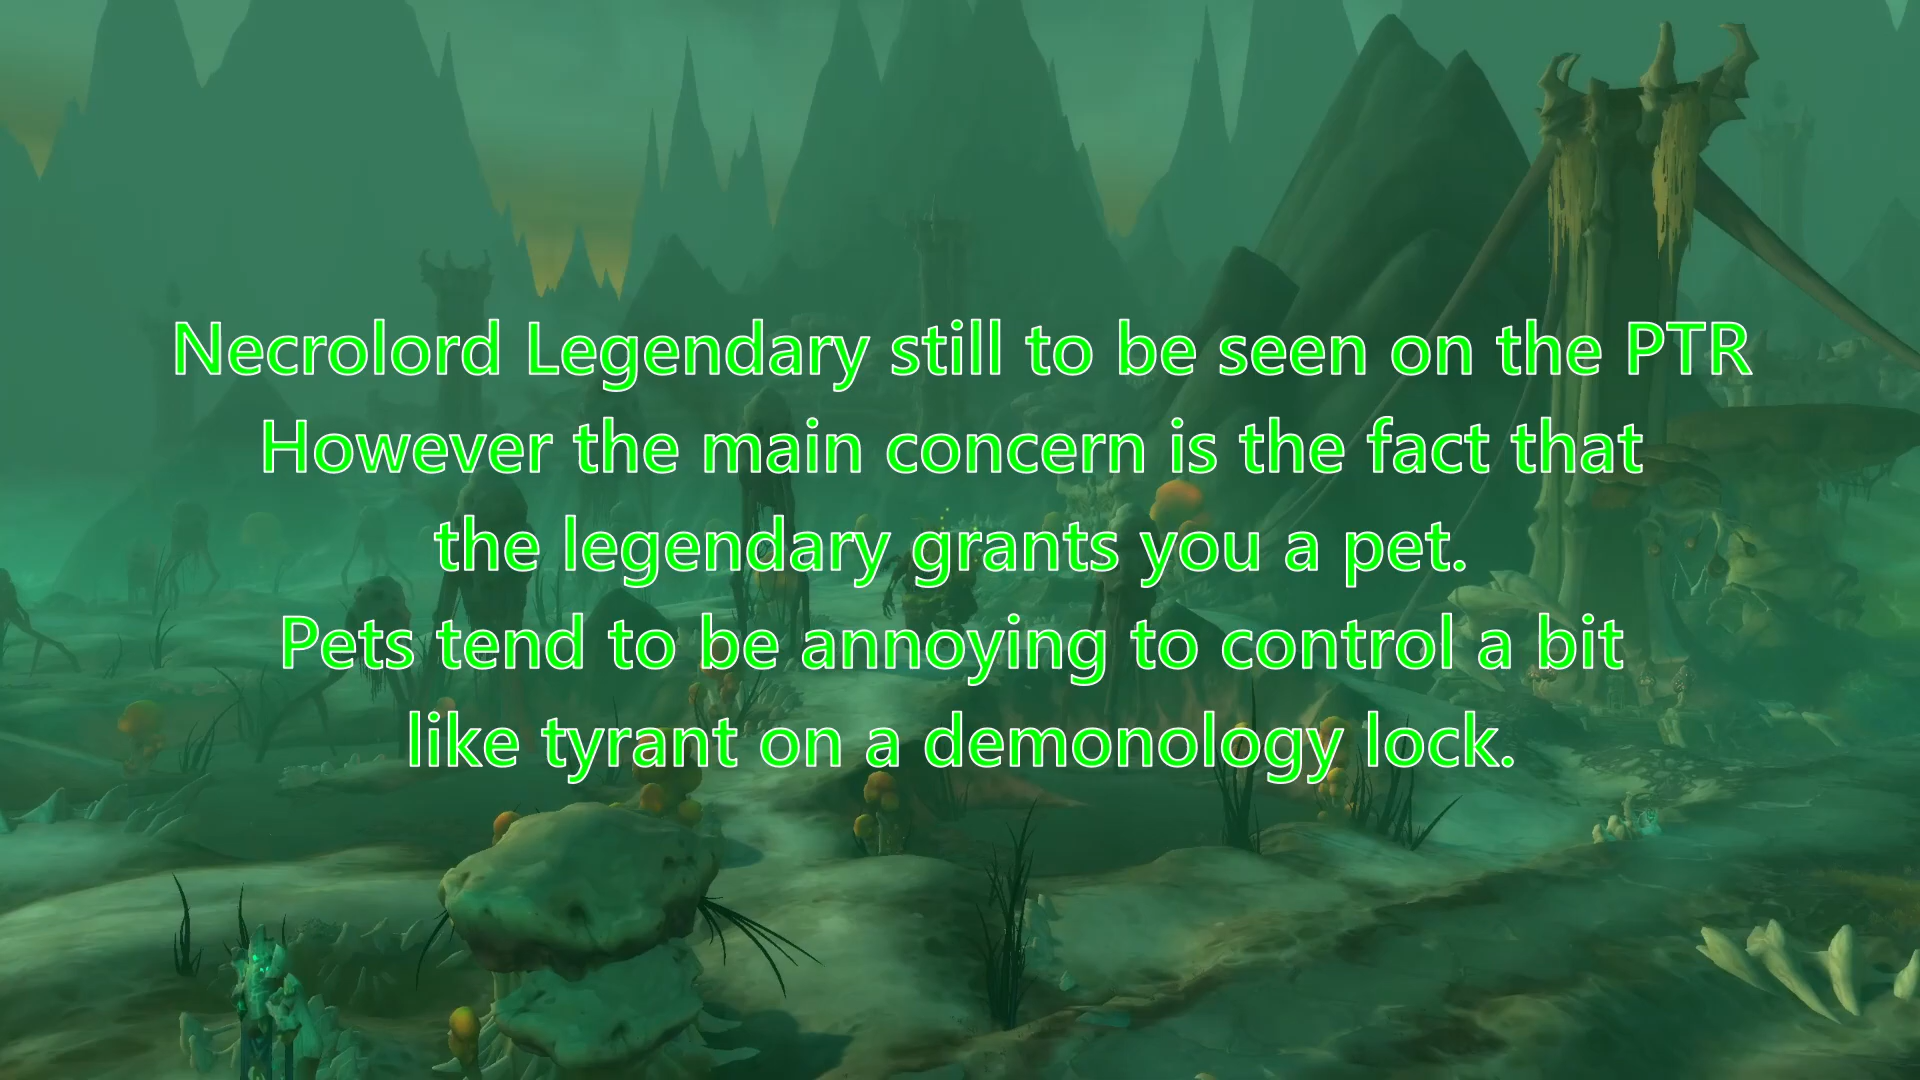 Necrolord Legendary still to be seen on the PTR
However the main concern is the fact that
the legendary grants you a pet.
Pets tend to be annoying to control a bit
like tyrant on a demonology lock.